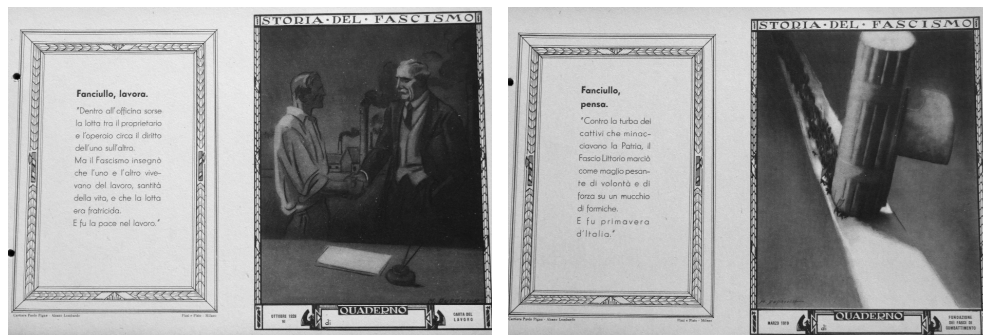 Fanciullo, lavora.
"Dentro all'officina sorse
la lotta tra il proprietario
e l'operaio circa il diritto
dell'uno sull'altro.
Ma il Fascismo insegnò
che l'uno e l'altro vive-
vano del lavoro, santità
della vita, e che la lotta
era fratricida.
E fu la pace nel lavoro."
STORIA·DEL·FASCISMO
OTTOBRE 1926
QUADERNO
di
CARTA DEL
LAVORO
Fanciullo,
pensa.
"Contro la turba dei
cattivi che minac-
ciavano la Patria, il
Fascio Littorio marciò
come maglio pesan-
te di volontà e di
forza su un mucchio
di formiche.
E fu primavera
d'Italia."
STORIA·DEL·FASCISMO
MARZO 1919
QUADERNO
di
FONDAZIONE
DEI FASCI DI
COMBATTIMENTO